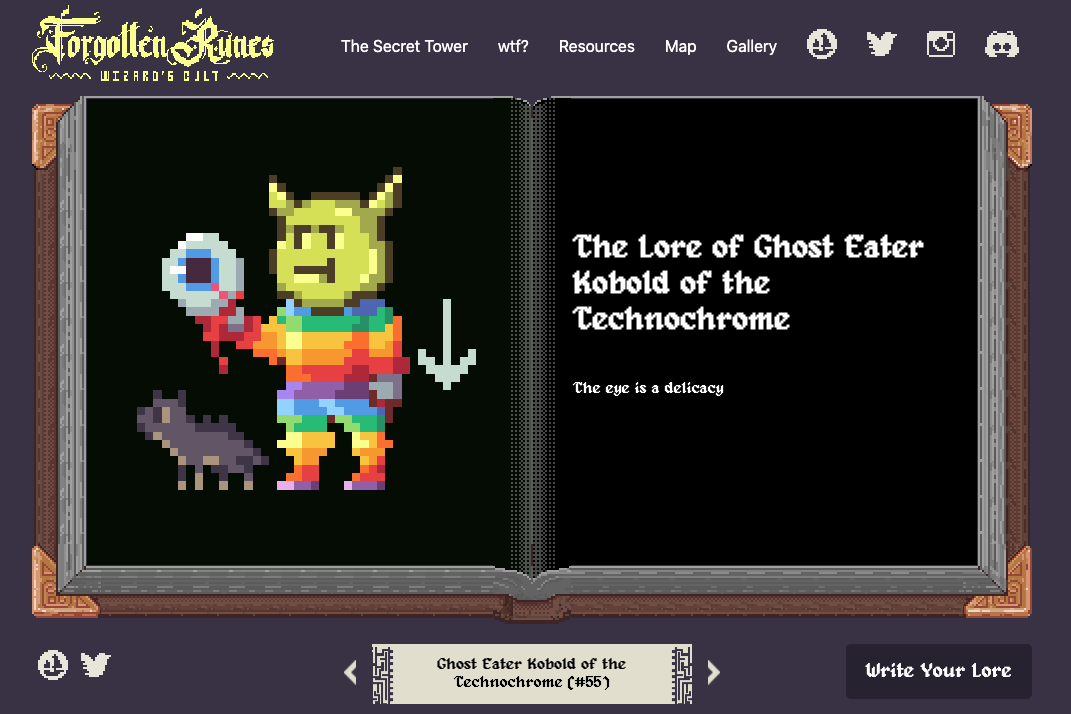 Forgotten Runes
WIZARD'S CULT
The Secret Tower wtf? Resources Map Gallery
The Lore of Ghost Eater
Kobold of the
Technochrome
The eye is a delicacy
Ghost Eater Kobold of the
Technochrome (#55)
Write Your Lore